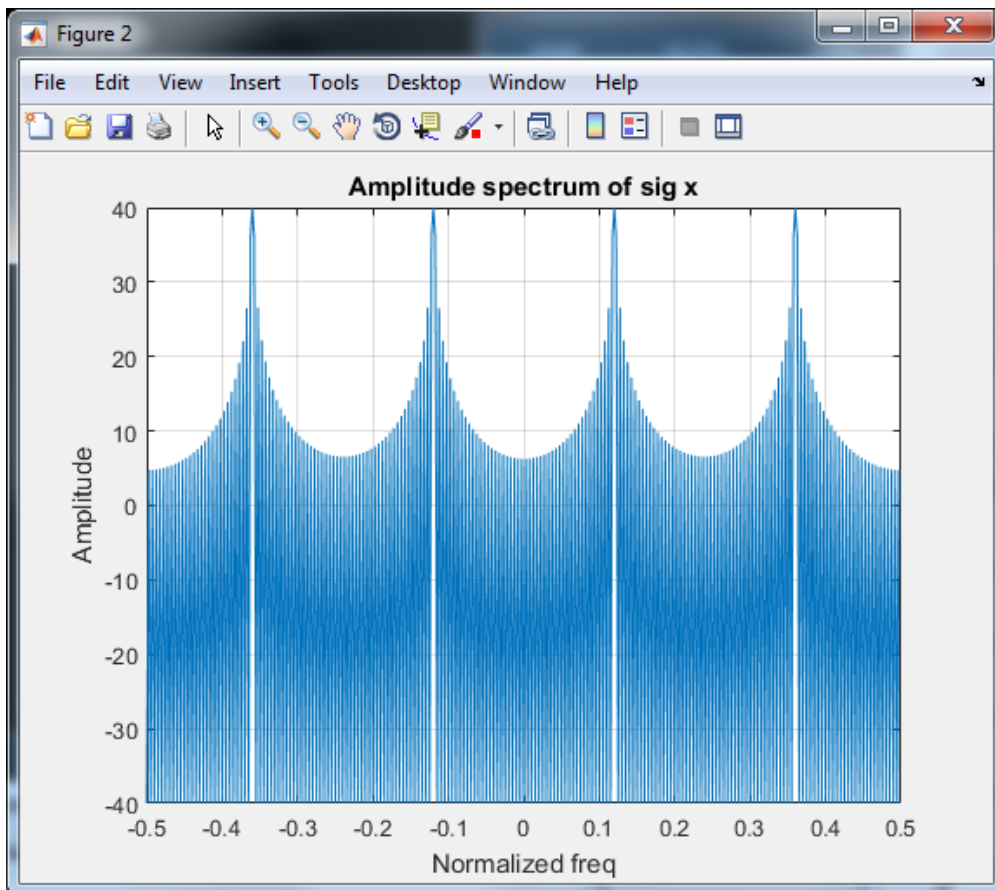 Figure 2
File Edit View Insert Tools Desktop Window Help
Amplitude spectrum of sig x
40
30
20
10
0
-10
-20
-30
-40
Amplitude
-0.5 -0.4 -0.3 -0.2 -0.1 0 0.1 0.2 0.3 0.4 0.5
Normalized freq